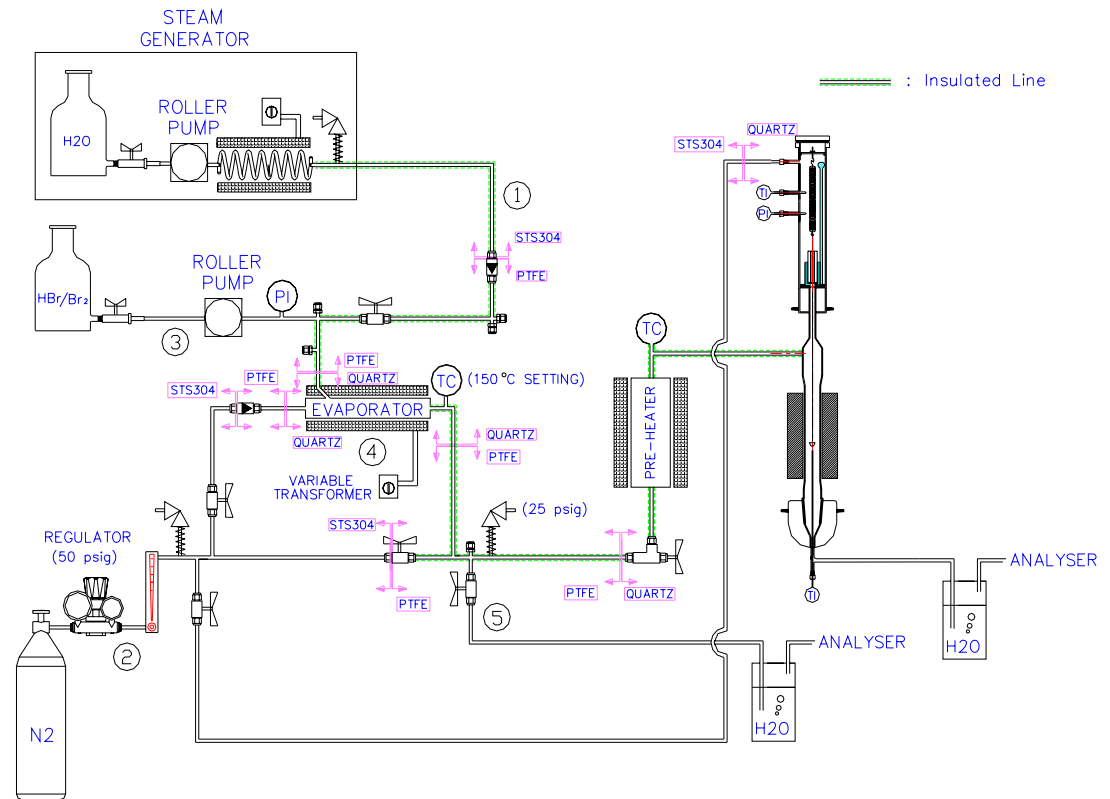 STEAM
GENERATOR
H2O
ROLLER
PUMP
: Insulated Line
QUARTZ
STS304
TI
PI
1
STS304
PTFE
HBr/Br₂
ROLLER
PUMP
PI
3
TC
PTFE
QUARTZ
TC
(150°C SETTING)
STS304
PTFE
EVAPORATOR
QUARTZ
4
QUARTZ
PTFE
PRE-HEATER
VARIABLE
TRANSFORMER
REGULATOR
(50 psig)
STS304
(25 psig)
PTFE
PTFE
QUARTZ
2
5
TI
ANALYSER
H2O
ANALYSER
H2O
N2